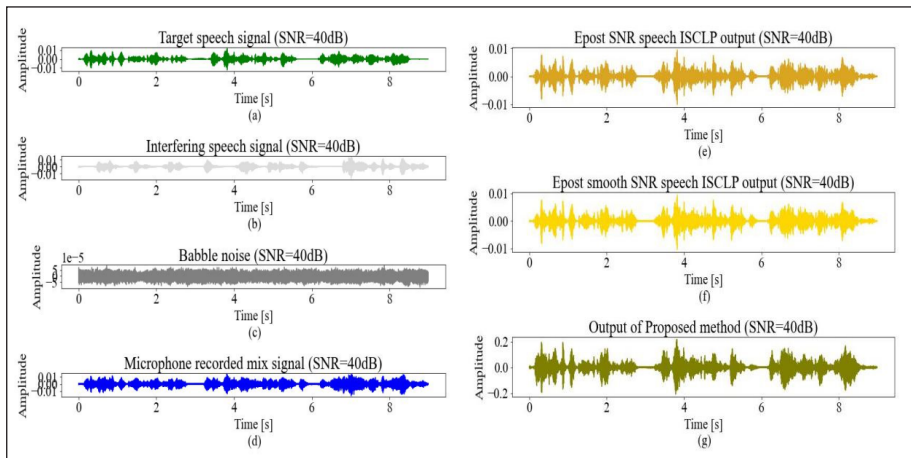 Target speech signal (SNR=40dB)
Amplitude
0.01
0.00
−0.01
0 2 4 6 8
Time [s]
(a)
Interfering speech signal (SNR=40dB)
Amplitude
0.01
0.00
−0.01
0 2 4 6 8
Time [s]
(b)
Babble noise (SNR=40dB)
1e−5
Amplitude
5
0
−5
0 2 4 6 8
Time [s]
(c)
Microphone recorded mix signal (SNR=40dB)
Amplitude
0.01
0.00
−0.01
0 2 4 6 8
Time [s]
(d)
Epost SNR speech ISCLP output (SNR=40dB)
Amplitude
0.01
0.00
−0.01
0 2 4 6 8
Time [s]
(e)
Epost smooth SNR speech ISCLP output (SNR=40dB)
Amplitude
0.01
0.00
−0.01
0 2 4 6 8
Time [s]
(f)
Output of Proposed method (SNR=40dB)
Amplitude
0.2
0.0
−0.2
0 2 4 6 8
Time [s]
(g)